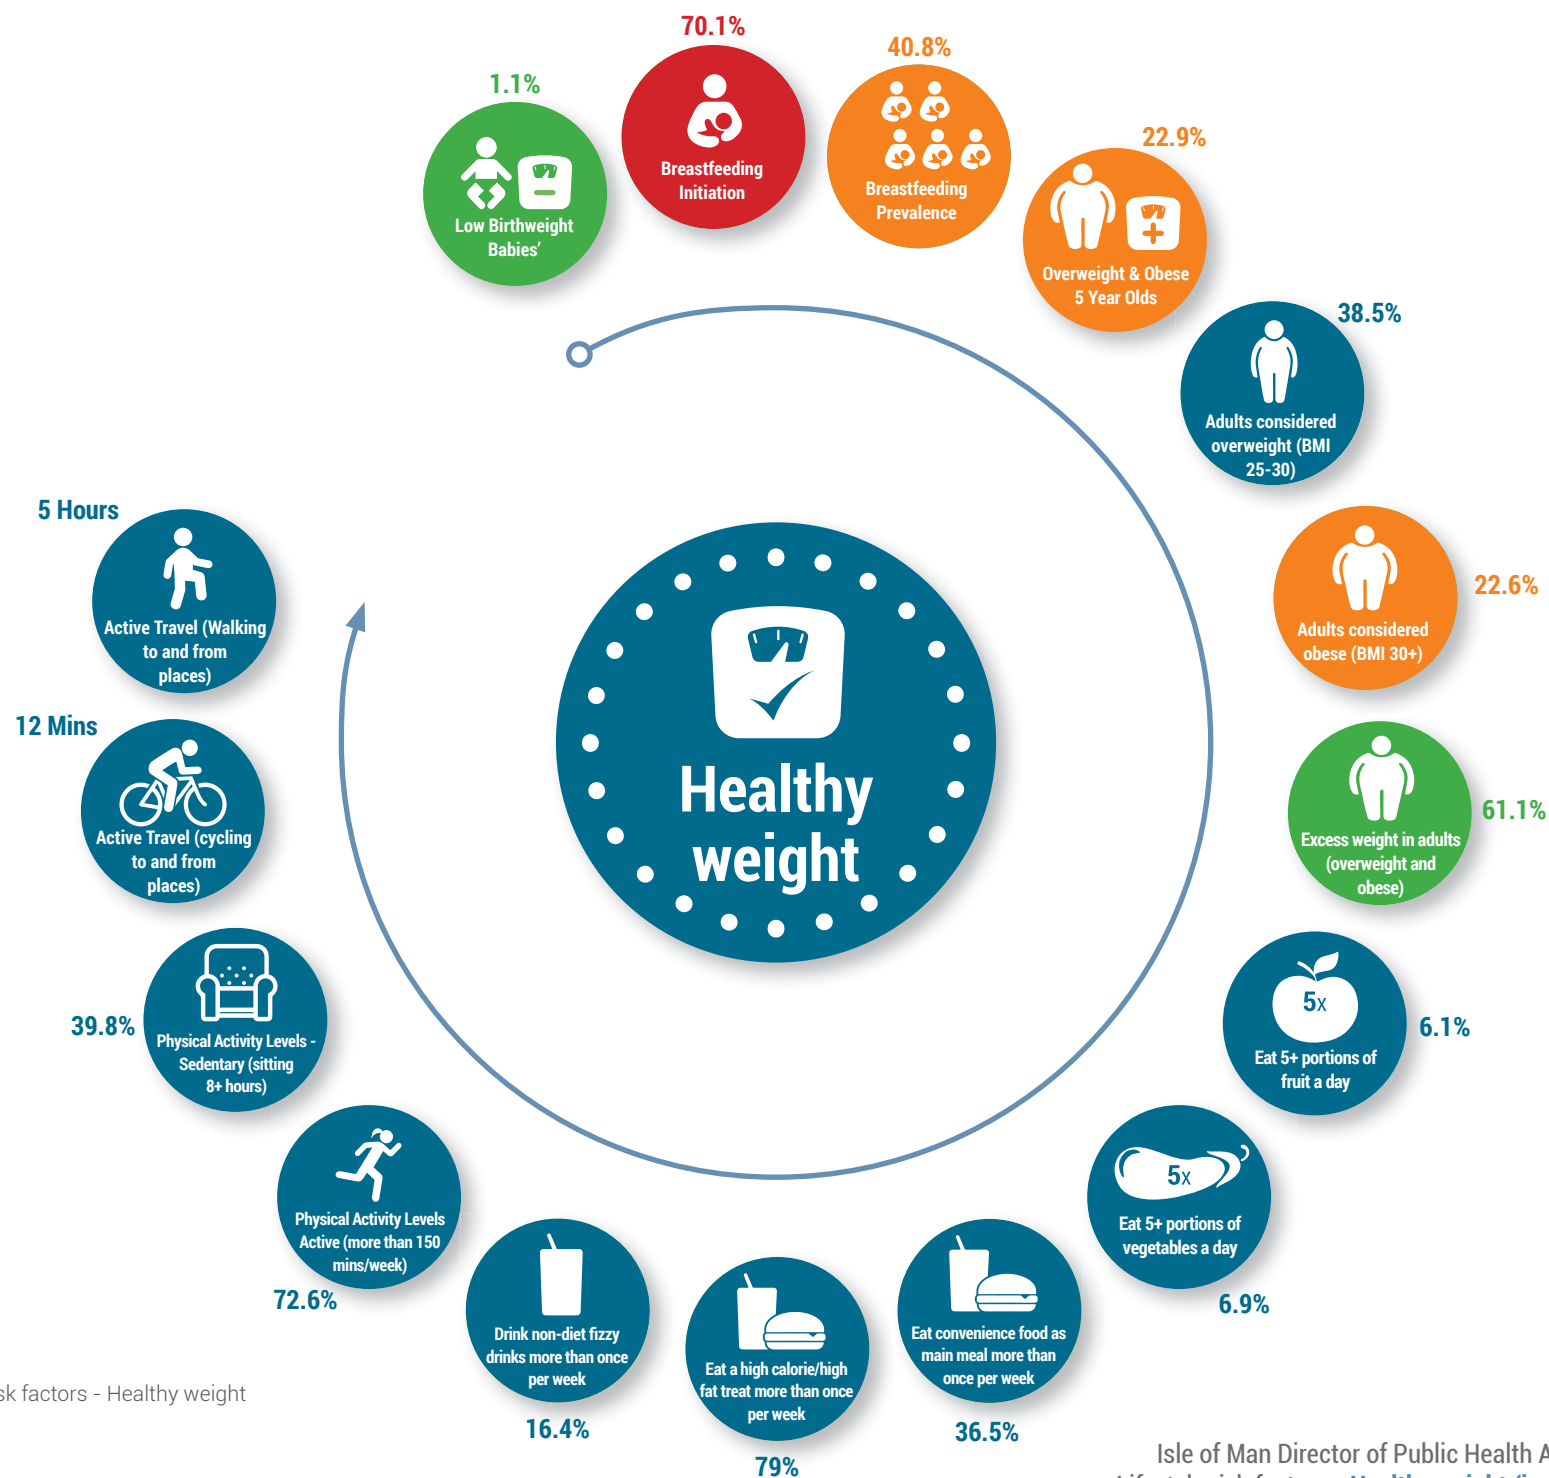 70.1%
Breastfeeding
Initiation
40.8%
Breastfeeding
Prevalence
1.1%
Low Birthweight
Babies’
22.9%
Overweight & Obese
5 Year Olds
38.5%
Adults considered
overweight (BMI
25-30)
22.6%
Adults considered
obese (BMI 30+)
61.1%
Excess weight in adults
(overweight and
obese)
5x
Eat 5+ portions of
fruit a day
6.1%
5x
Eat 5+ portions of
vegetables a day
6.9%
Eat convenience food as
main meal more than
once per week
36.5%
Eat a high calorie/high
fat treat more than once
per week
79%
Drink non-diet fizzy
drinks more than once
per week
16.4%
Physical Activity Levels
Active (more than 150
mins/week)
72.6%
39.8%
Physical Activity Levels -
Sedentary (sitting
8+ hours)
12 Mins
Active Travel (cycling
to and from
places)
5 Hours
Active Travel (Walking
to and from
places)
Healthy
weight
sk factors - Healthy weight
Isle of Man Director of Public Health A